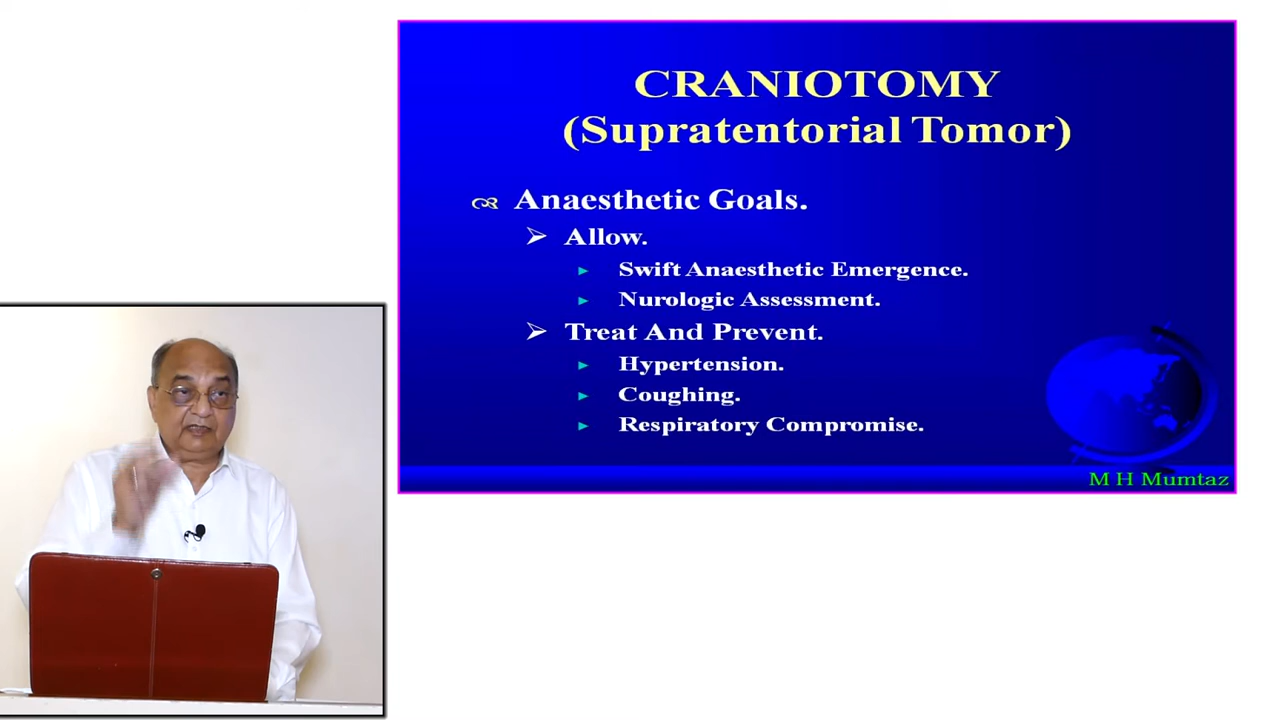 CRANIOTOMY
(Supratentorial Tomor)
Anaesthetic Goals.
Allow.
Swift Anaesthetic Emergence.
Nurologic Assessment.
Treat And Prevent.
Hypertension.
Coughing.
Respiratory Compromise.
M H Mumtaz